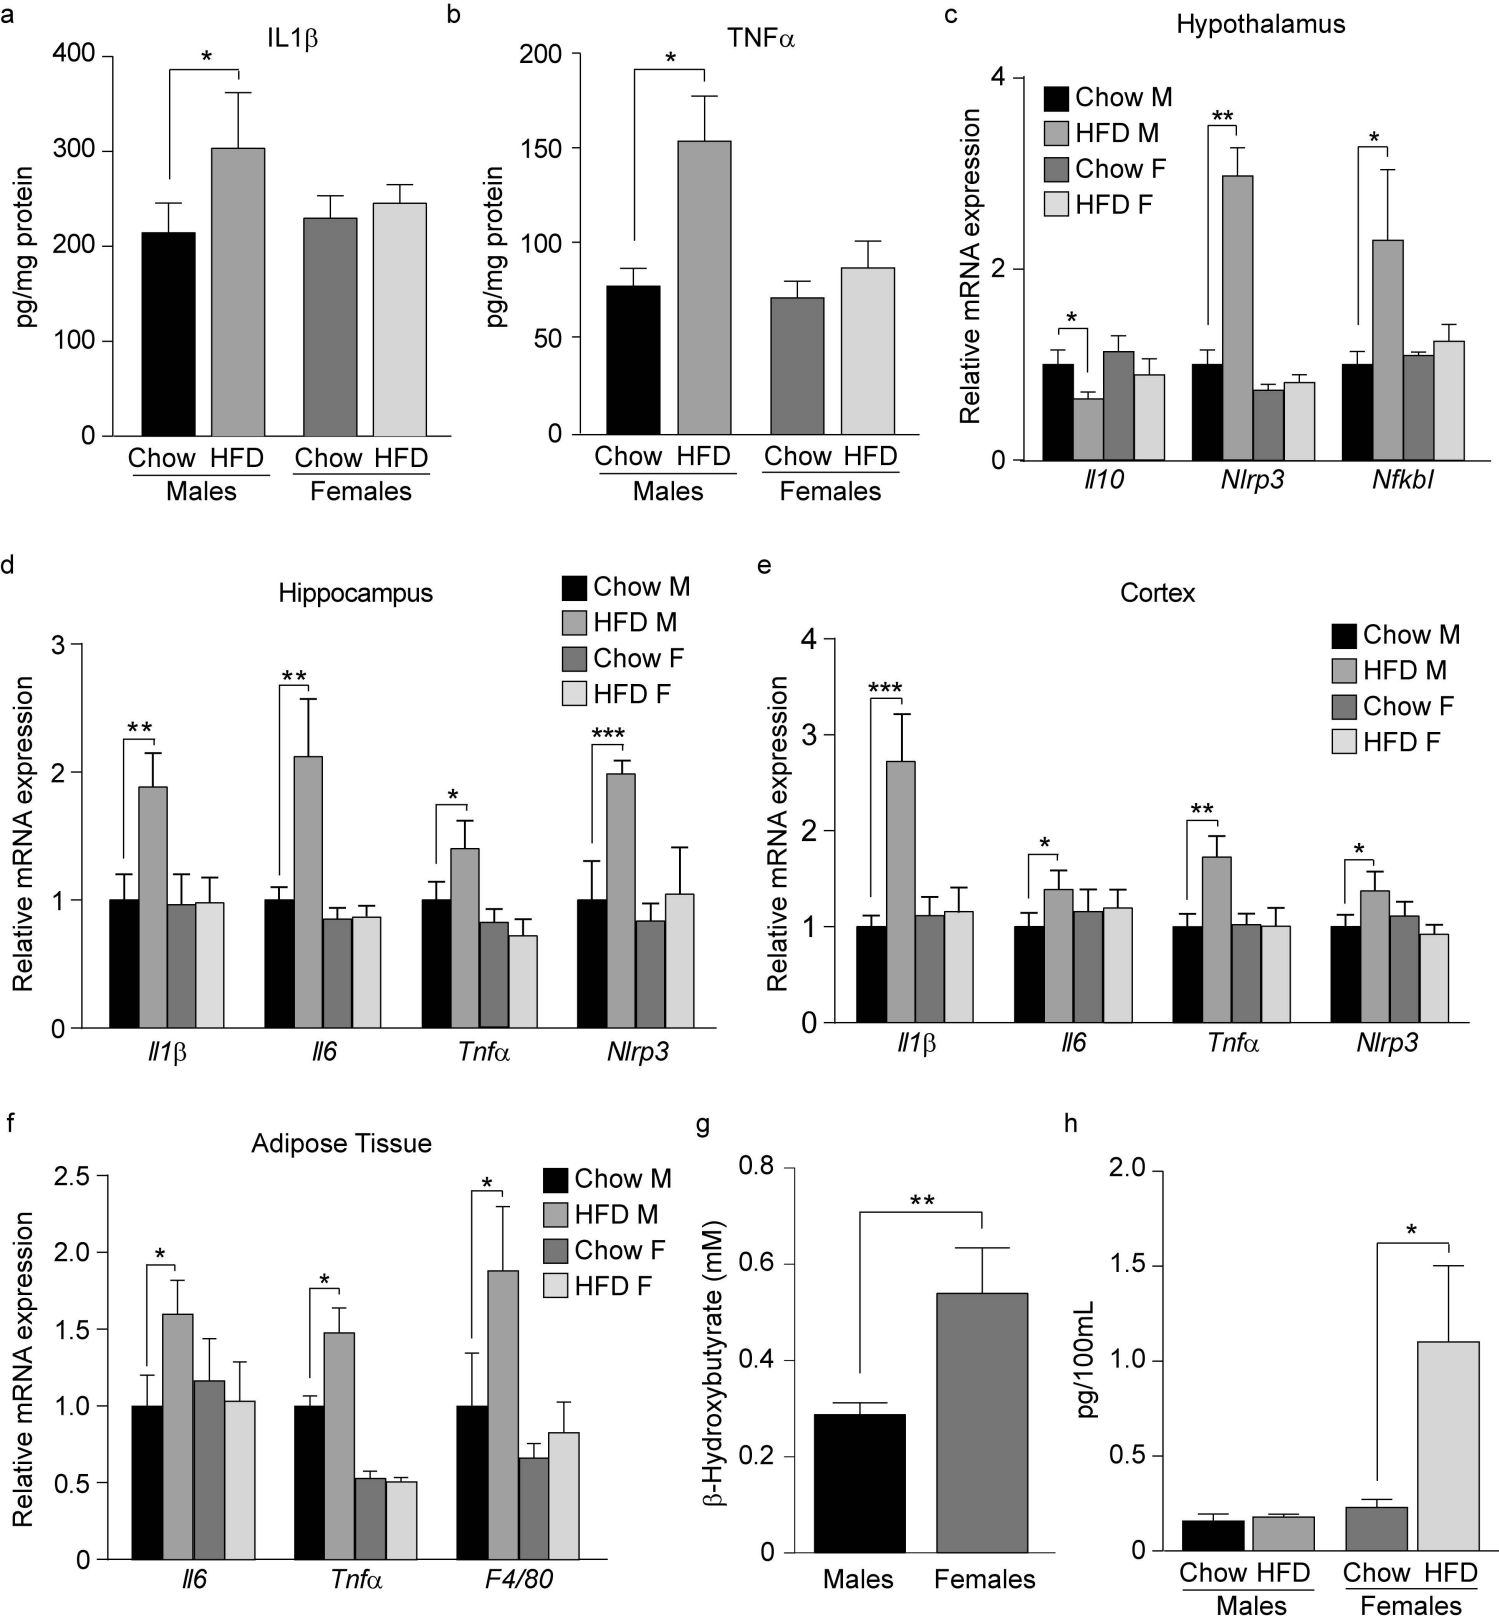 a
IL1β
400
300
200
100
0
pg/mg protein
*
Chow HFD
Chow HFD
Males
Females
b
TNFα
200
150
100
50
0
pg/mg protein
*
Chow HFD
Chow HFD
Males
Females
c
Hypothalamus
4
2
0
Relative mRNA expression
Chow M
HFD M
Chow F
HFD F
*
**
*
Il10
Nlrp3
NfkbI
d
Hippocampus
3
2
1
0
Relative mRNA expression
Chow M
HFD M
Chow F
HFD F
**
**
*
***
Il1β
Il6
Tnfα
Nlrp3
e
Cortex
4
3
2
1
0
Relative mRNA expression
Chow M
HFD M
Chow F
HFD F
***
*
**
*
Il1β
Il6
Tnfα
Nlrp3
f
Adipose Tissue
2.5
2.0
1.5
1.0
0.5
0
Relative mRNA expression
Chow M
HFD M
Chow F
HFD F
*
*
*
Il6
Tnfα
F4/80
g
0.8
0.6
0.4
0.2
0
β-Hydroxybutyrate (mM)
**
Males
Females
h
2.0
1.5
1.0
0.5
0
pg/100mL
*
Chow HFD
Chow HFD
Males
Females